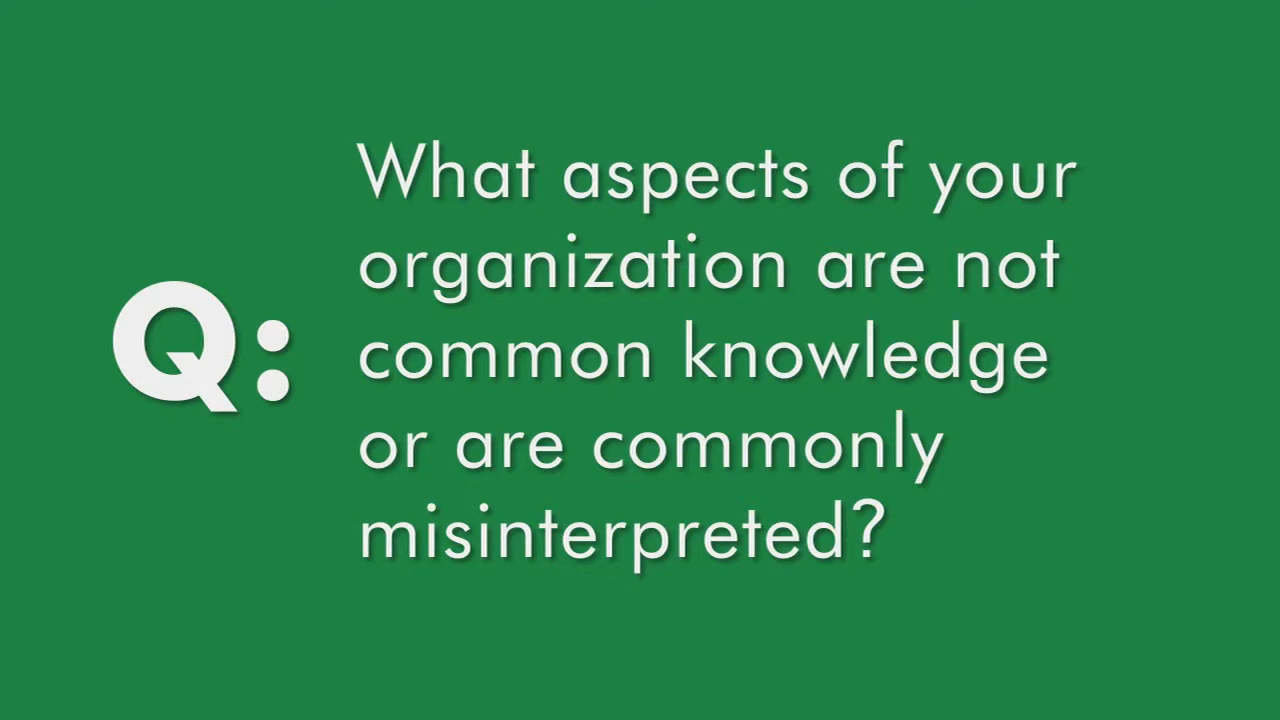 Q:
What aspects of your
organization are not
common knowledge
or are commonly
misinterpreted?